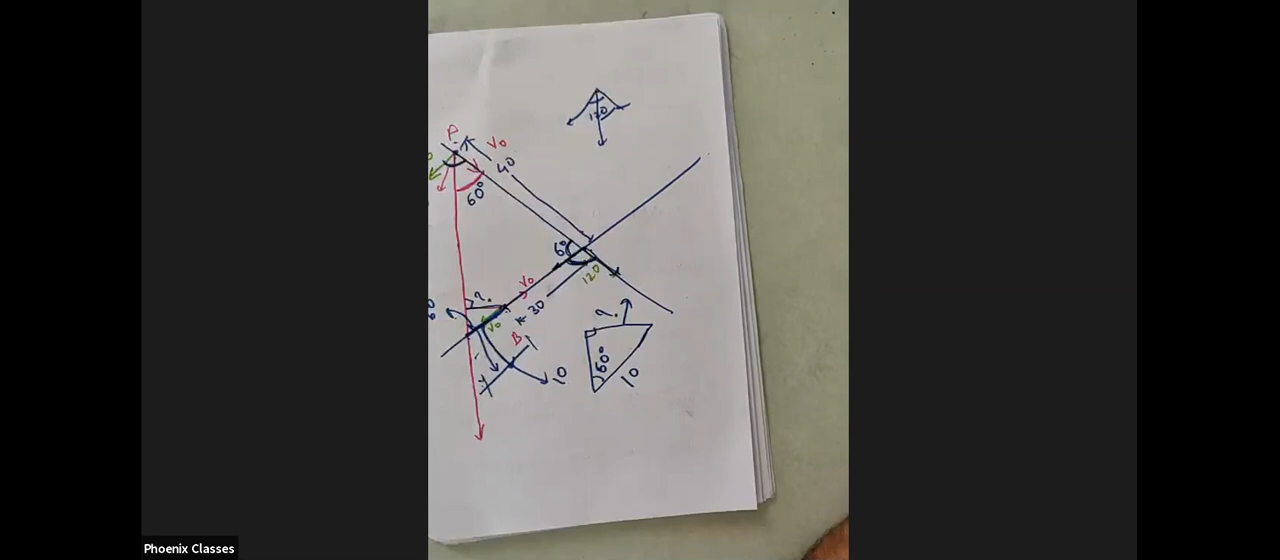 120
P
V₀
40
60°
60
120
V₀
?
30
V₀
B
10
?
60°
10
Phoenix Classes